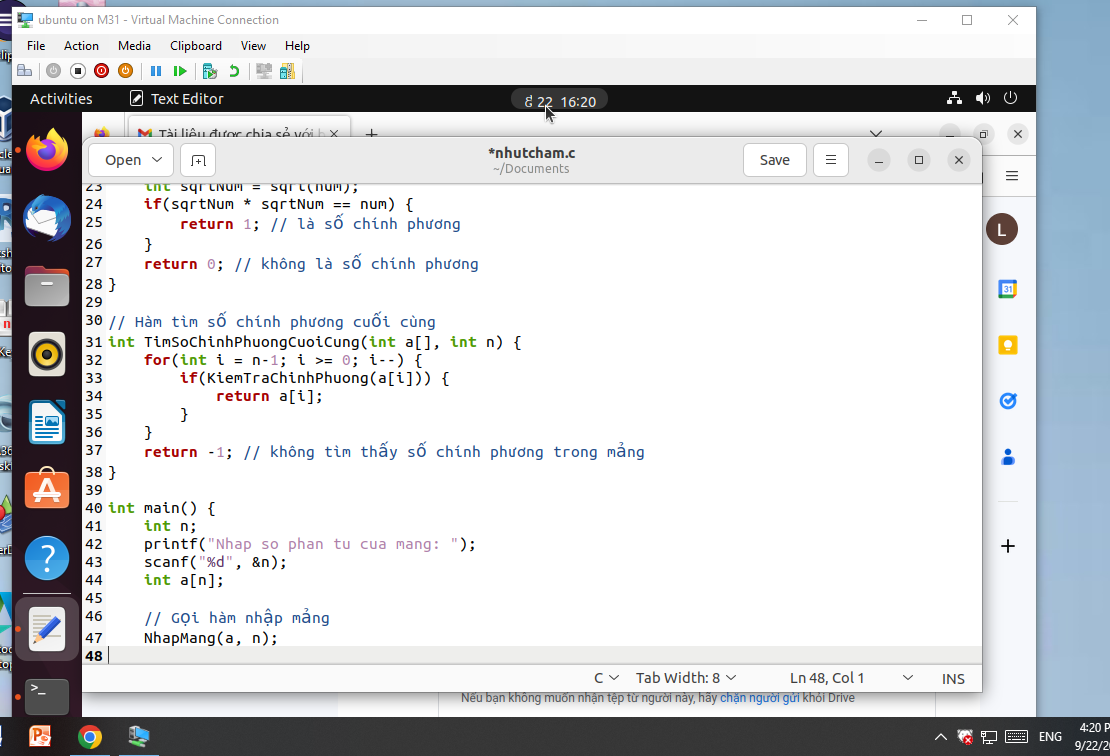 ubuntu on M31 - Virtual Machine Connection
File Action Media Clipboard View Help
Activities Text Editor
22 16:20
Tài liệu được chia sẻ với
Open
*nhutcham.c
~/Documents
Save
L
31
23 int sqrtNum = sqrt(num);
24 if(sqrtNum * sqrtNum == num) {
25 return 1; // là số chính phương
26 }
27 return 0; // không là số chính phương
28 }
29
30 // Hàm tìm số chính phương cuối cùng
31 int TimSoChinhPhuongCuoiCung(int a[], int n) {
32 for(int i = n-1; i >= 0; i--) {
33 if(KiemTraChinhPhuong(a[i])) {
34 return a[i];
35 }
36 }
37 return -1; // không tìm thấy số chính phương trong mảng
38 }
39
40 int main() {
41 int n;
42 printf("Nhap so phan tu cua mang: ");
43 scanf("%d", &n);
44 int a[n];
45
46 // Gọi hàm nhập mảng
47 NhapMang(a, n);
48
C Tab Width: 8 Ln 48, Col 1 INS
Nếu bạn không muốn nhận tệp từ người này, hãy chặn người gửi khỏi Drive
ENG
4:20 P
9/22/2